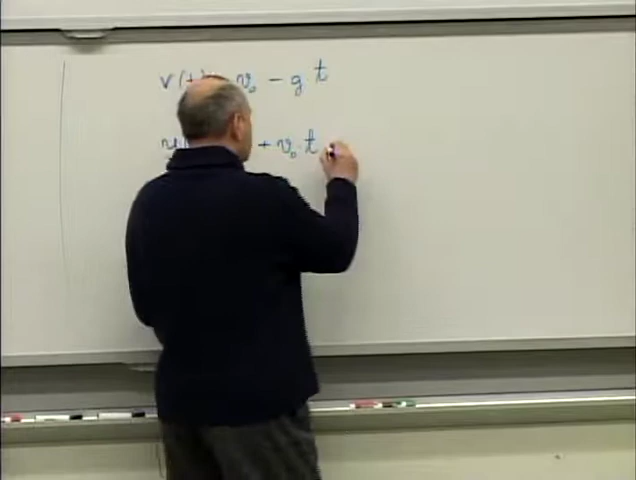 v(t) v₀ - g t
+ v₀ . t